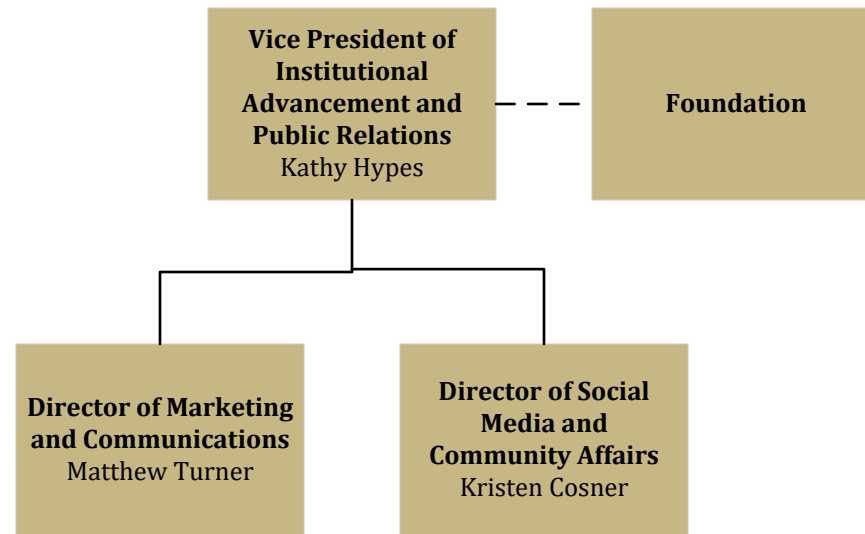 Vice President of
Institutional
Advancement and
Public Relations
Kathy Hypes
Foundation
Director of Marketing
and Communications
Matthew Turner
Director of Social
Media and
Community Affairs
Kristen Cosner